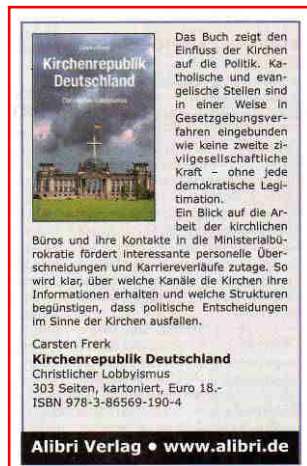 Carsten Frerk
Kirchenrepublik
Deutschland
Christlicher Lobbyismus
Das Buch zeigt den
Einfluss der Kirchen
auf die Politik. Ka-
tholische und evan-
gelische Stellen sind
in einer Weise in
Gesetzgebungsver-
fahren eingebunden
wie keine zweite zi-
vilgesellschaftliche
Kraft – ohne jede
demokratische Legi-
timation.
Ein Blick auf die Ar-
beit der kirchlichen
Büros und ihre Kontakte in die Ministerialbü-
rokratie fördert interessante personelle Über-
schneidungen und Karriereverläufe zutage. So
wird klar, über welche Kanäle die Kirchen ihre
Informationen erhalten und welche Strukturen
begünstigen, dass politische Entscheidungen
im Sinne der Kirchen ausfallen.
Carsten Frerk
Kirchenrepublik Deutschland
Christlicher Lobbyismus
303 Seiten, kartoniert, Euro 18.-
ISBN 978-3-86569-190-4
Alibri Verlag • www.alibri.de